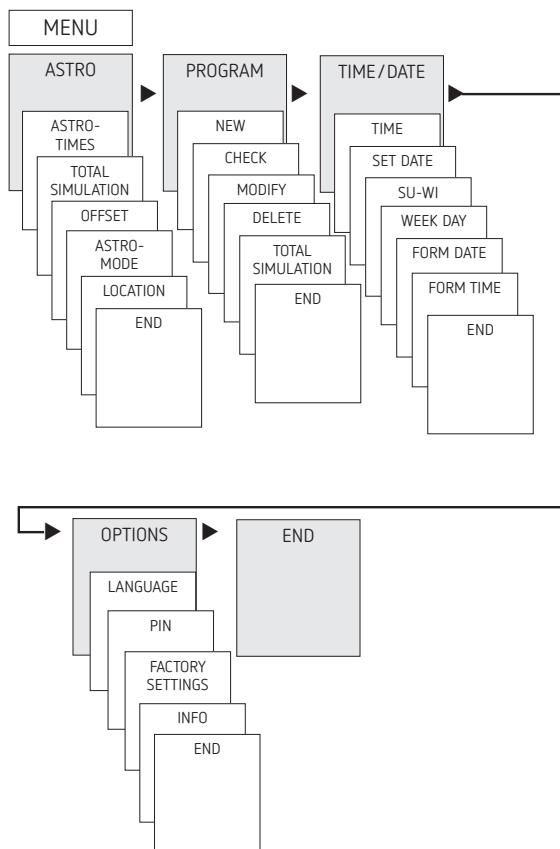 MENU
ASTRO
ASTRO-
TIMES
TOTAL
SIMULATION
OFFSET
ASTRO-
MODE
LOCATION
END
PROGRAM
NEW
CHECK
MODIFY
DELETE
TOTAL
SIMULATION
END
TIME/DATE
TIME
SET DATE
SU-WI
WEEK DAY
FORM DATE
FORM TIME
END
OPTIONS
LANGUAGE
PIN
FACTORY
SETTINGS
INFO
END
END